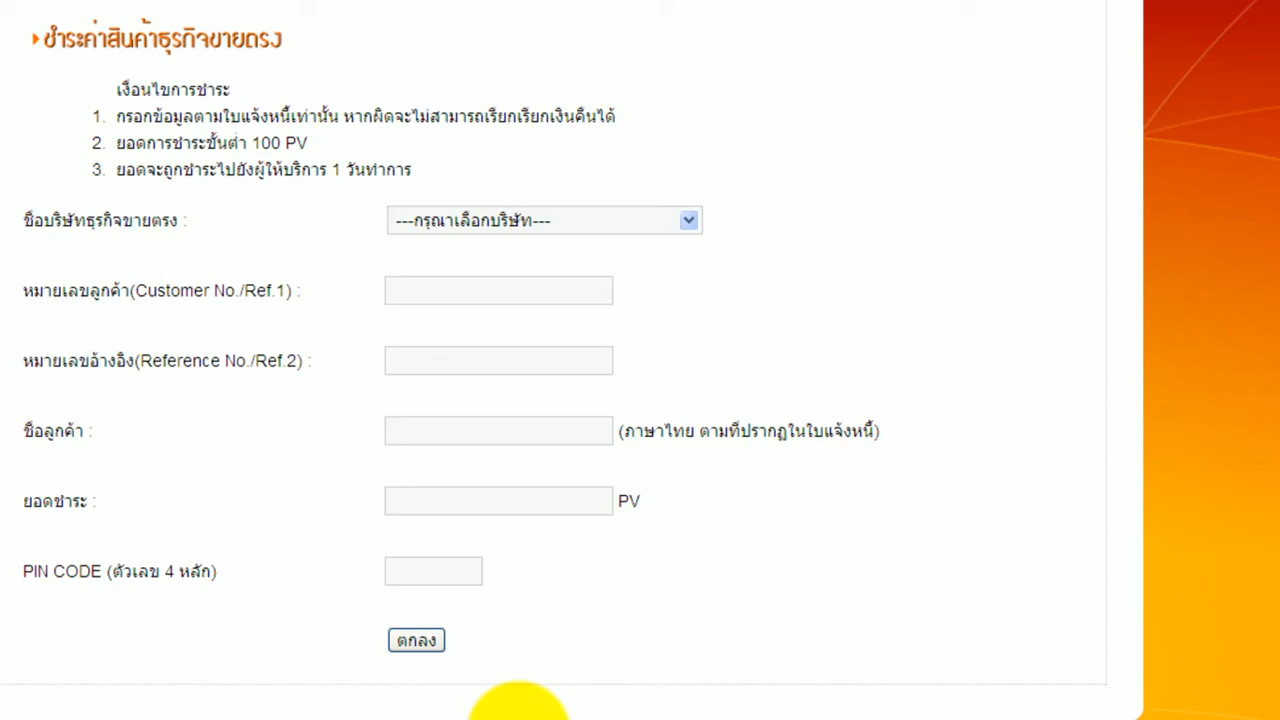 ชำระค่าสินค้าธุรกิจขายตรง
เงื่อนไขการชำระ
1. กรอกข้อมูลตามใบแจ้งหนี้เท่านั้น หากผิดจะไม่สามารถเรียกเรียกเงินคืนได้
2. ยอดการชำระขั้นต่ำ 100 PV
3. ยอดจะถูกชำระไปยังผู้ให้บริการ 1 วันทำการ
ชื่อบริษัทธุรกิจขายตรง : ---กรุณาเลือกบริษัท---
หมายเลขลูกค้า(Customer No./Ref.1) :
หมายเลขอ้างอิง(Reference No./Ref.2) :
ชื่อลูกค้า : (ภาษาไทย ตามที่ปรากฏในใบแจ้งหนี้)
ยอดชำระ : PV
PIN CODE (ตัวเลข 4 หลัก)
ตกลง